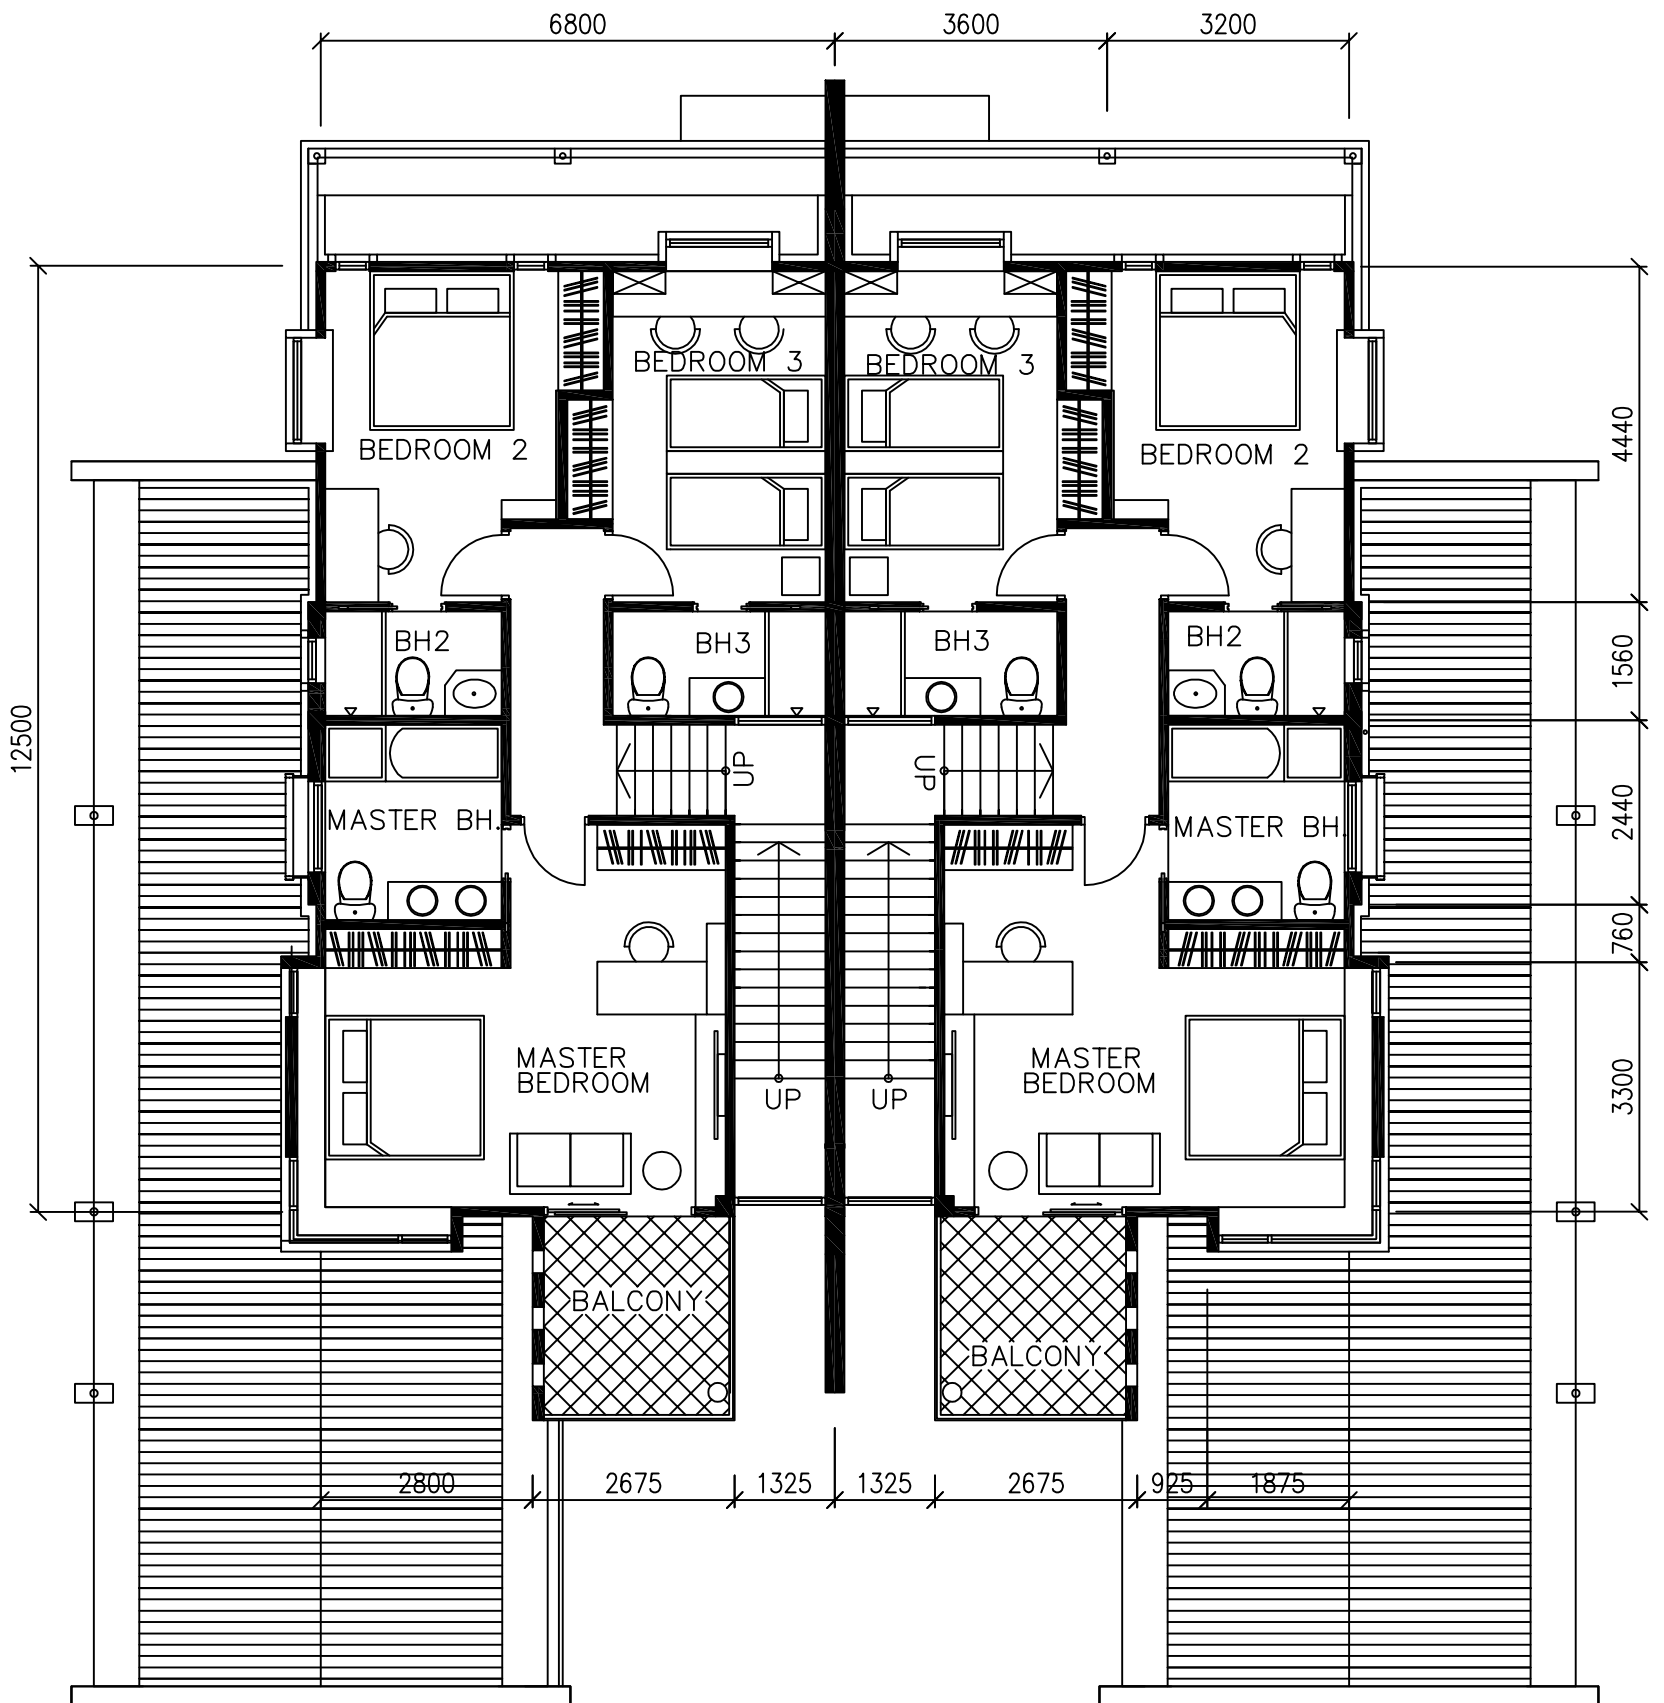 6800 3600 3200
BEDROOM 3 BEDROOM 3
BEDROOM 2 BEDROOM 2
4440
BH2 BH3 BH3 BH2
1560
12500
UP UP
MASTER BH. MASTER BH.
2440
760
MASTER
BEDROOM
MASTER
BEDROOM
UP UP
3300
BALCONY
BALCONY
2800 2675 1325 1325 2675 925 1875